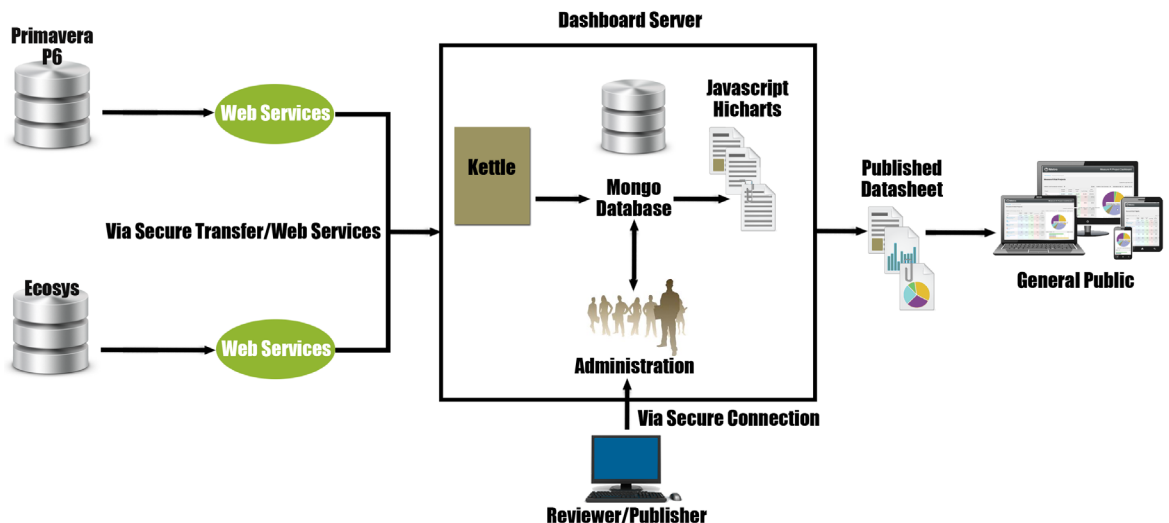 Dashboard Server
Primavera
P6
Web Services
Javascript
Hicharts
Kettle
Mongo
Database
Published
Datasheet
Via Secure Transfer/Web Services
General Public
Ecosys
Web Services
Administration
Via Secure Connection
Reviewer/Publisher